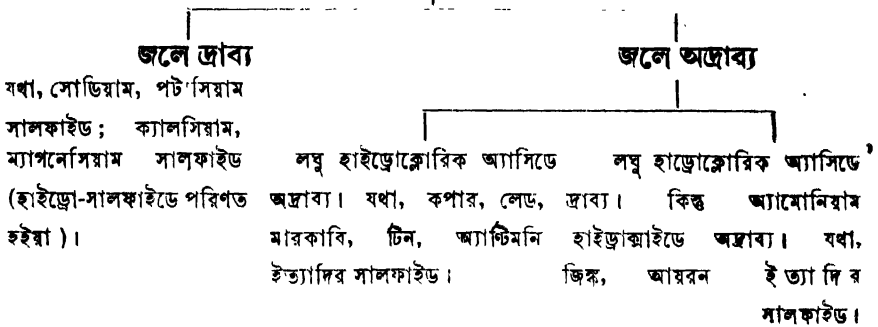 জলে দ্রাব্য
যথা, সোডিয়াম, পটাসিয়াম
সালফাইড; ক্যালসিয়াম,
ম্যাগনেসিয়াম সালফাইড
(হাইড্রো-সালফাইডে পরিণত
হইয়া)।
জলে অদ্রাব্য
লঘু হাইড্রোক্লোরিক অ্যাসিডে
অদ্রাব্য। যথা, কপার, লেড,
মারকারি, টিন, অ্যান্টিমনি
ইত্যাদির সালফাইড।
লঘু হাড্রোক্লোরিক অ্যাসিডে
দ্রাব্য। কিন্তু অ্যামোনিয়াম
হাইড্রাক্সাইডে অদ্রাব্য। যথা,
জিঙ্ক, আয়রন ইত্যাদির
সালফাইড।